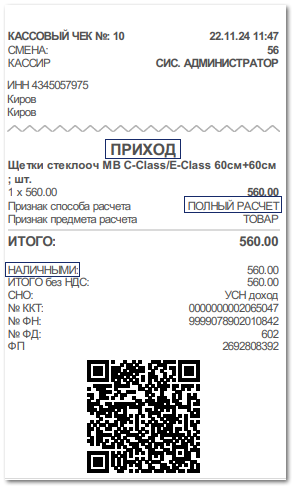 КАССОВЫЙ ЧЕК №: 10 22.11.24 11:47
СМЕНА: 56
КАССИР СИС. АДМИНИСТРАТОР
ИНН 4345057975
Киров
Киров
ПРИХОД
Щетки стеклооч MB C-Class/E-Class 60см+60см
; шт.
1 x 560.00 560.00
Признак способа расчета ПОЛНЫЙ РАСЧЕТ
Признак предмета расчета ТОВАР
ИТОГО: 560.00
НАЛИЧНЫМИ: 560.00
ИТОГО без НДС: 560.00
СНО: УСН доход
№ ККТ: 0000000002065047
№ ФН: 9999078902010842
№ ФД: 602
ФП 2692808392